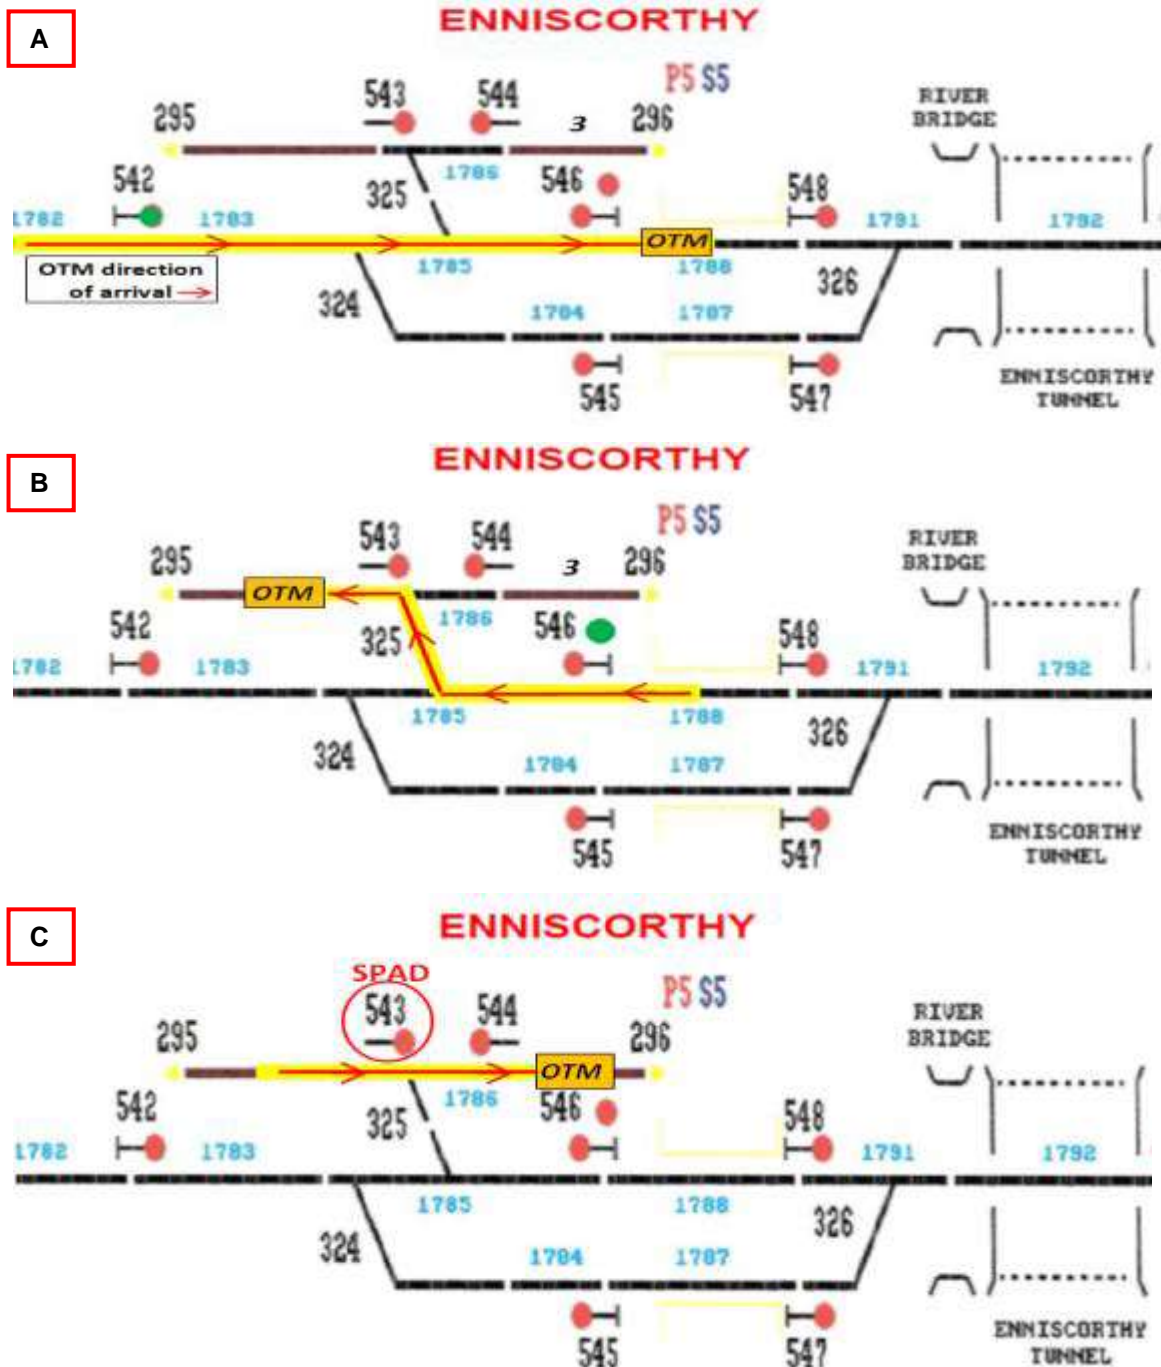 A
ENNISCORTHY
P5 S5
543
544
295
3
296
RIVER
BRIDGE
542
325
1786
546
548
1782
1783
1791
1792
OTM
OTM direction
of arrival
1785
1788
324
326
1784
1787
545
547
ENNISCORTHY
TUNNEL
B
ENNISCORTHY
P5 S5
543
544
295
3
296
RIVER
BRIDGE
OTM
542
325
1786
546
548
1782
1783
1791
1792
1785
1788
324
326
1784
1787
545
547
ENNISCORTHY
TUNNEL
C
ENNISCORTHY
SPAD
P5 S5
543
544
295
296
RIVER
BRIDGE
OTM
542
325
1786
546
548
1782
1783
1791
1792
1785
1788
324
326
1784
1787
545
547
ENNISCORTHY
TUNNEL